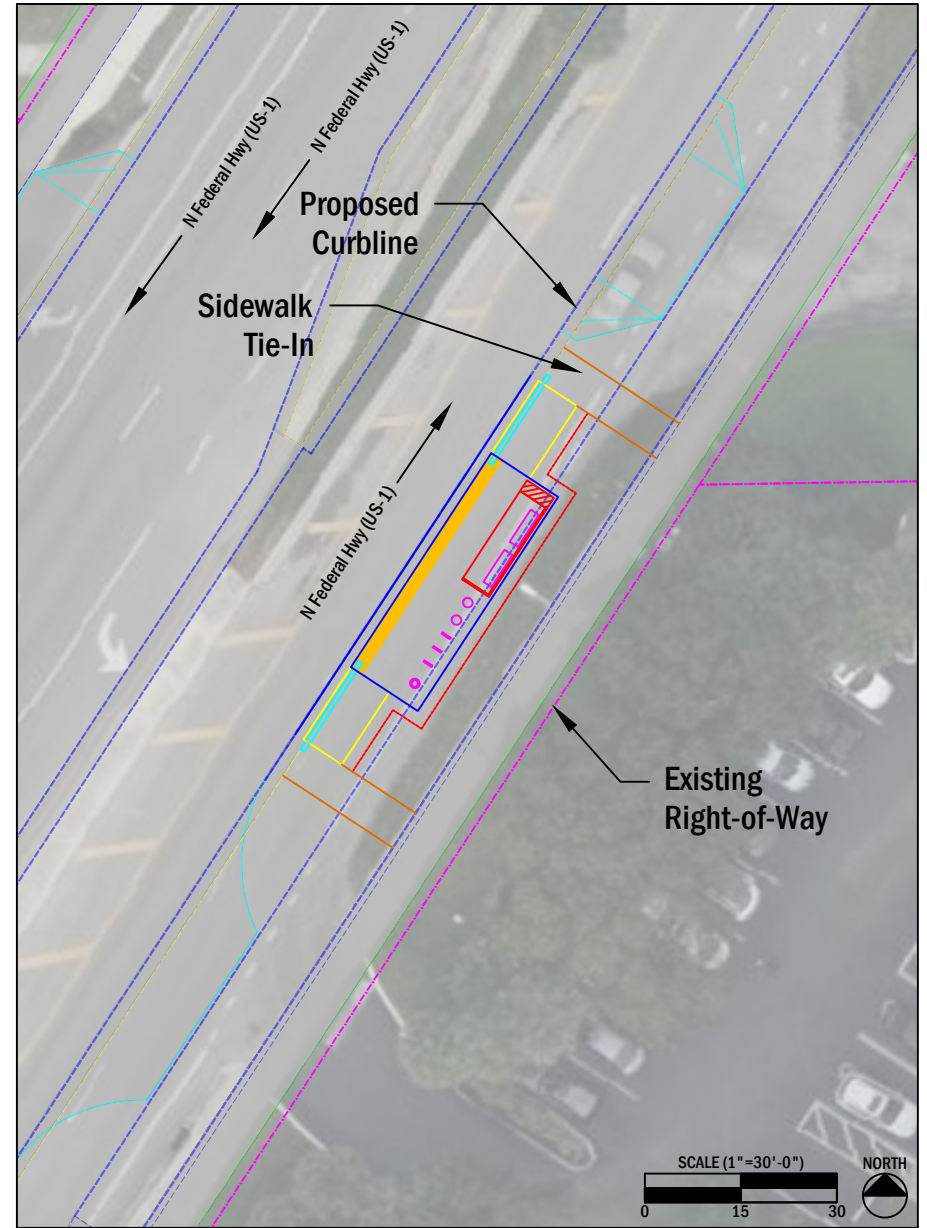 N Federal Hwy (US-1)
N Federal Hwy (US-1)
Proposed
Curbline
Sidewalk
Tie-In
N Federal Hwy (US-1)
Existing
Right-of-Way
SCALE (1"=30'-0")
NORTH
0 15 30